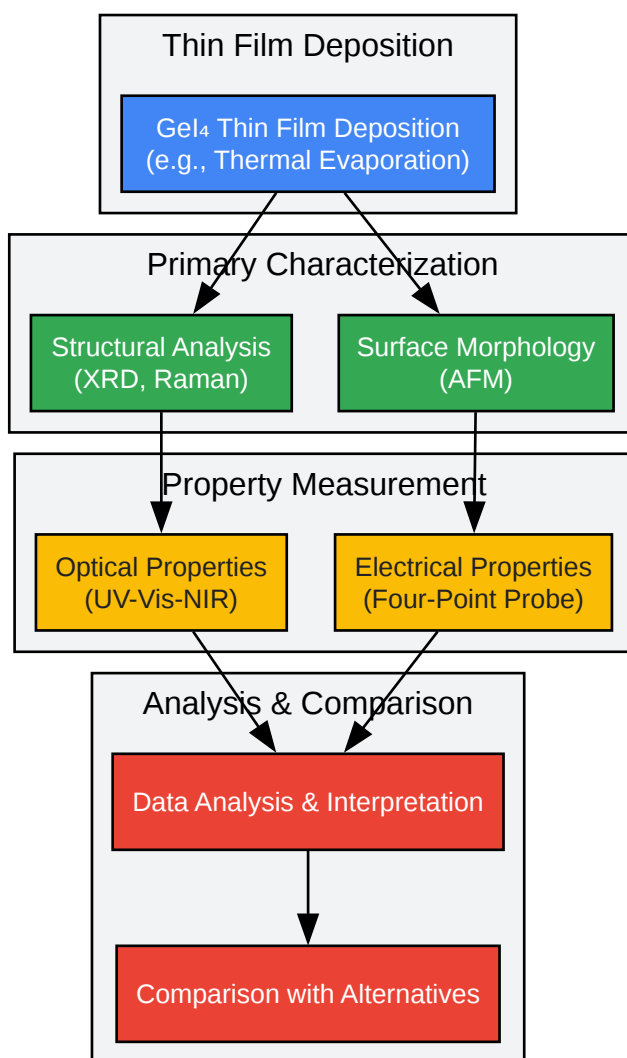 Thin Film Deposition
GeI₄ Thin Film Deposition
(e.g., Thermal Evaporation)
Primary Characterization
Structural Analysis
(XRD, Raman)
Surface Morphology
(AFM)
Property Measurement
Optical Properties
(UV-Vis-NIR)
Electrical Properties
(Four-Point Probe)
Analysis & Comparison
Data Analysis & Interpretation
Comparison with Alternatives